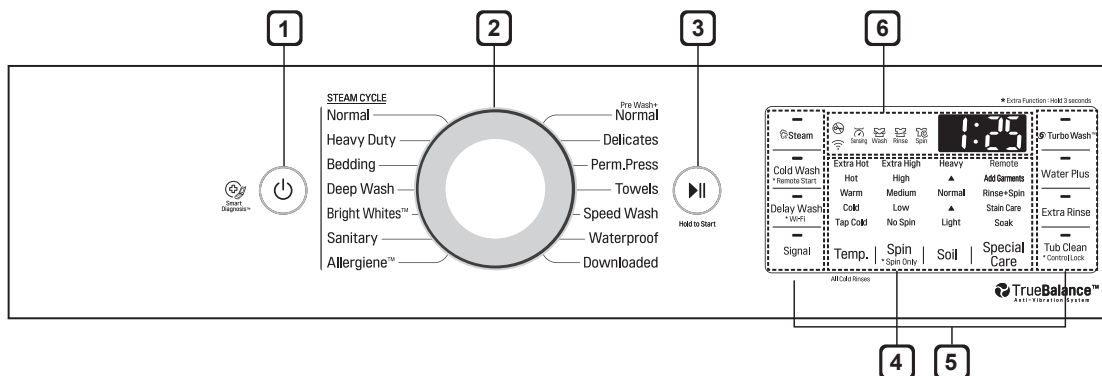 1
2
3
6
* Extra Function : Hold 3 seconds
STEAM CYCLE
Normal
Heavy Duty
Bedding
Deep Wash
Bright Whites™
Sanitary
Allergiene™
Pre Wash+
Normal
Delicates
Perm.Press
Towels
Speed Wash
Waterproof
Downloaded
Smart
Diagnosis™
Hold to Start
Steam
Cold Wash
* Remote Start
Delay Wash
* Wi-Fi
Signal
Sensing Wash Rinse Spin
1:25
Extra Hot Extra High Heavy Remote
Hot High ▲ Add Garments
Warm Medium Normal Rinse+Spin
Cold Low ▲ Stain Care
Tap Cold No Spin Light Soak
Temp. Spin Soil Special
* Spin Only Care
All Cold Rinses
TurboWash™
Water Plus
Extra Rinse
Tub Clean
* Control Lock
TrueBalance™
Anti-Vibration System
4
5